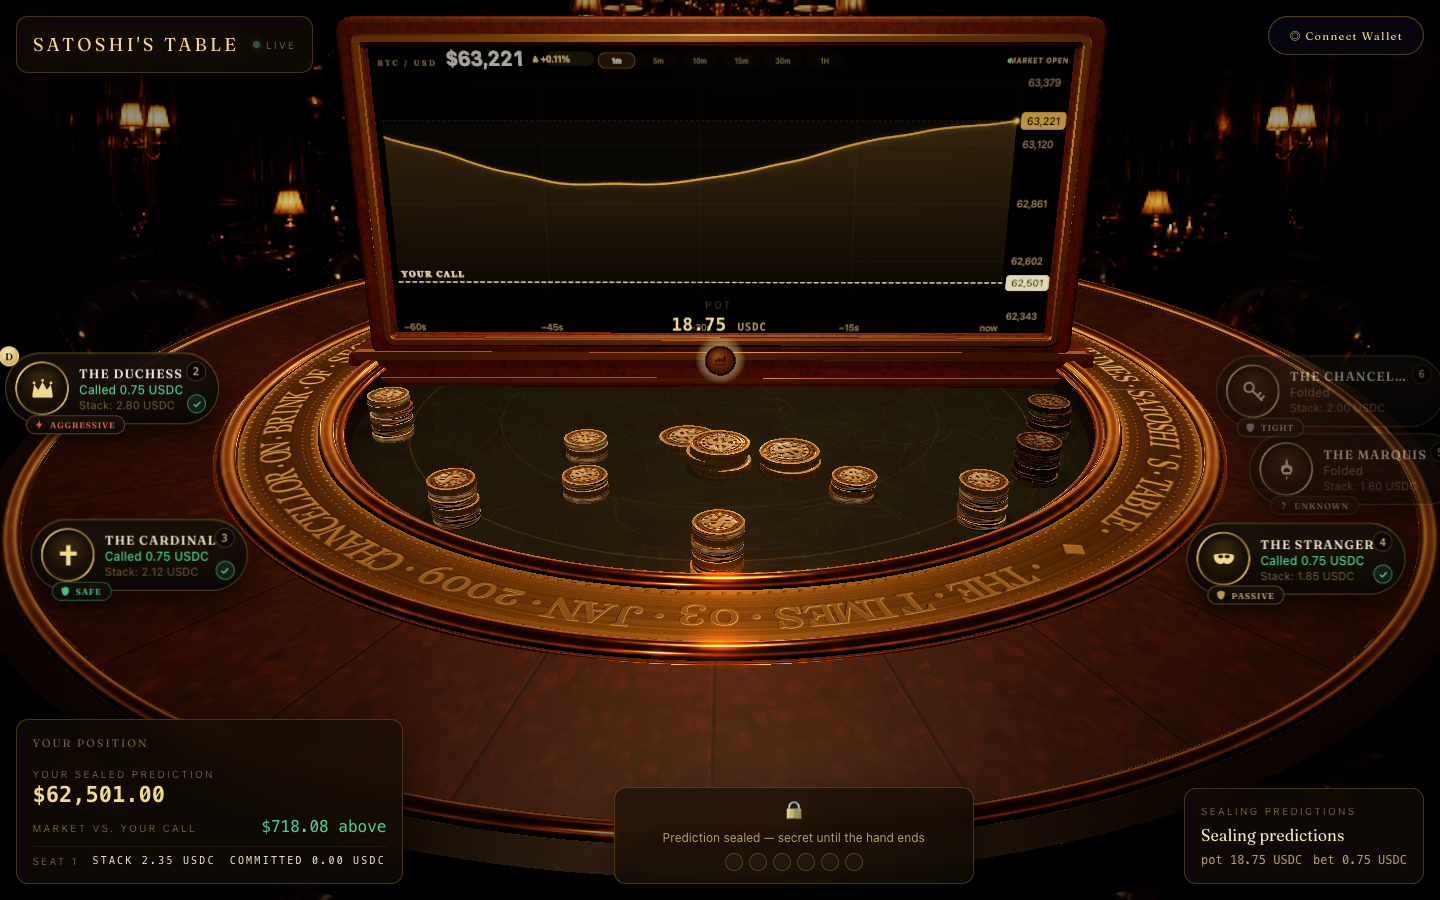 SATOSHI'S TABLE
LIVE
Connect Wallet
BTC / USD $63,221 ▲+0.11% 1m 5m 10m 15m 30m 1H MARKET OPEN
63,379
63,221
63,120
62,861
62,602
YOUR CALL
62,501
62,343
POT
18.75 USDC
−60s −45s −15s now
D
THE DUCHESS 2
Called 0.75 USDC
Stack: 2.80 USDC
AGGRESSIVE
THE CARDINAL 3
Called 0.75 USDC
Stack: 2.12 USDC
SAFE
THE CHANCEL… 6
Folded
Stack: 2.00 USDC
TIGHT
THE MARQUIS
Folded
Stack: 1.60 USDC
? UNKNOWN
THE STRANGER 4
Called 0.75 USDC
Stack: 1.85 USDC
PASSIVE
THE · TIMES · 03 · JAN · 2009 · CHANCELLOR · ON · BRINK · OF
SATOSHI'S TABLE ·
YOUR POSITION
YOUR SEALED PREDICTION
$62,501.00
MARKET VS. YOUR CALL $718.08 above
SEAT 1 STACK 2.35 USDC COMMITTED 0.00 USDC
Prediction sealed — secret until the hand ends
SEALING PREDICTIONS
Sealing predictions
pot 18.75 USDC bet 0.75 USDC